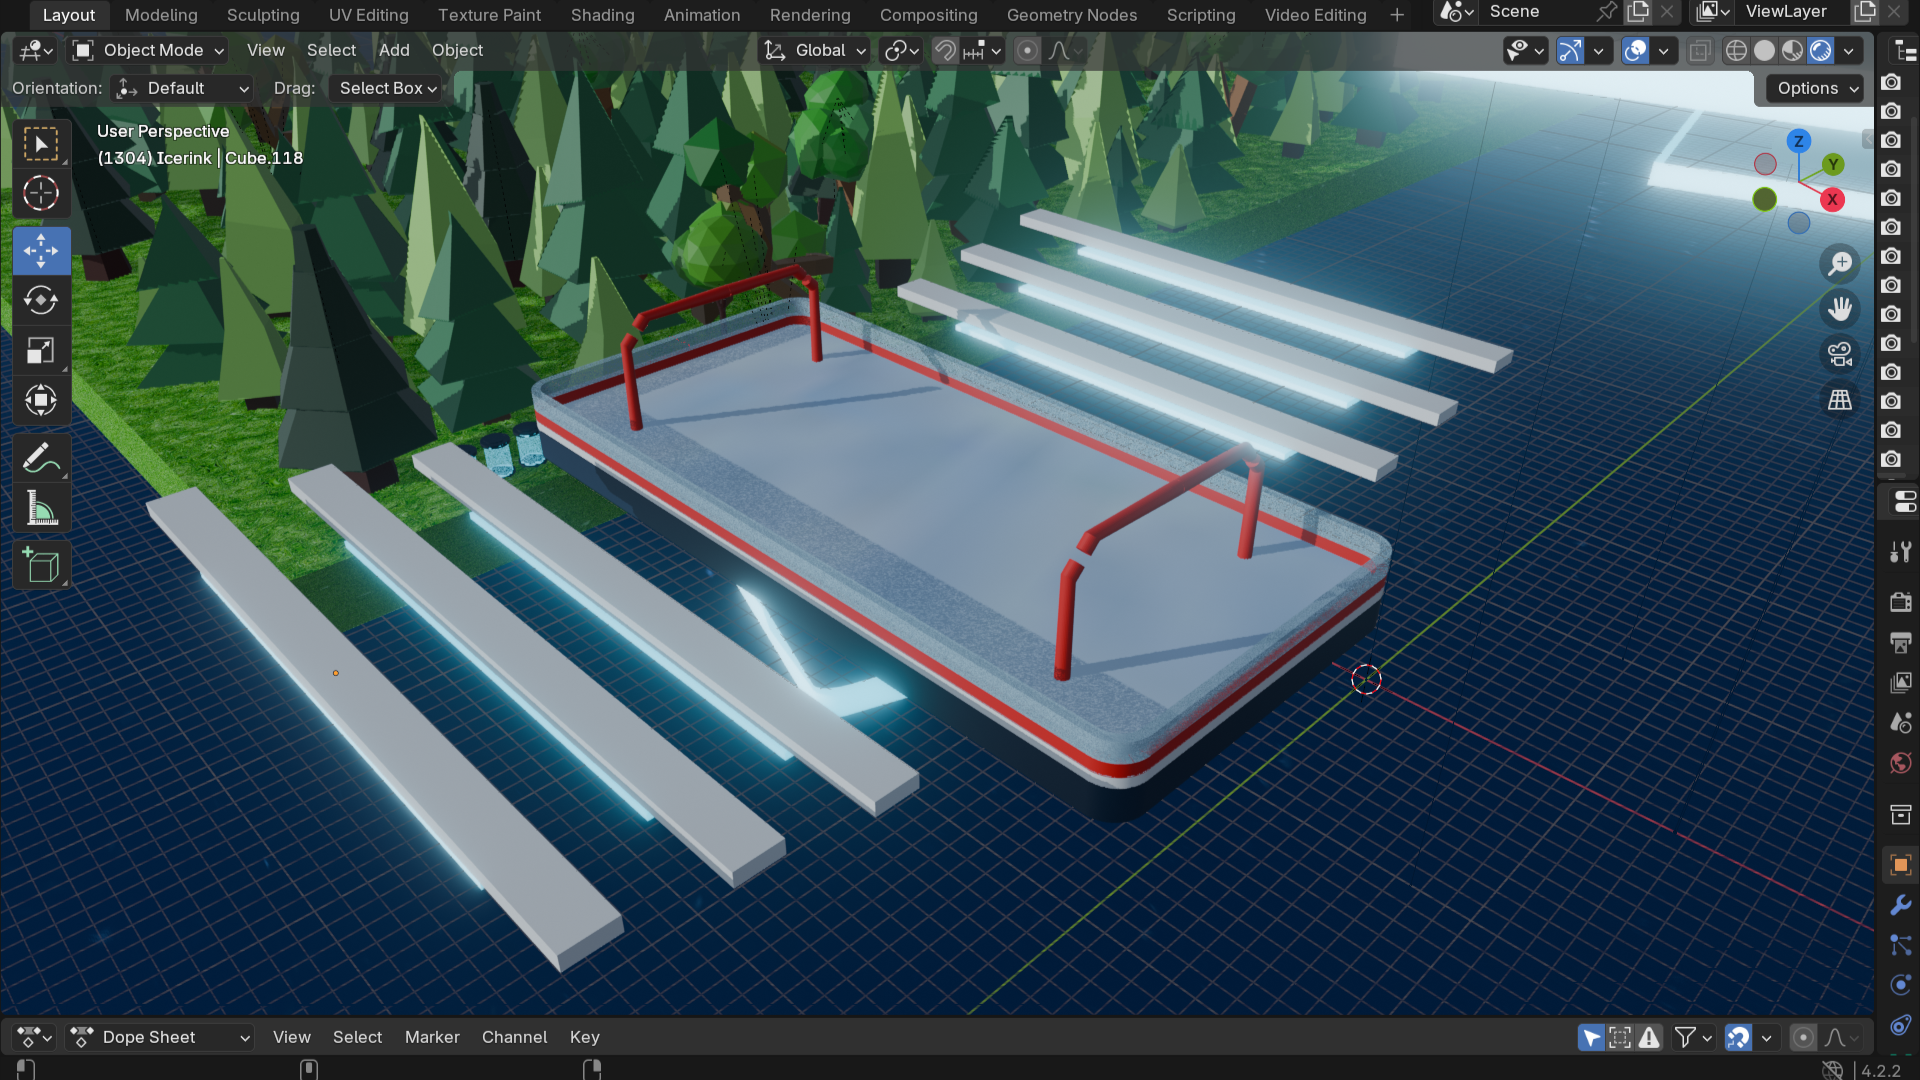 Layout Modeling Sculpting UV Editing Texture Paint Shading Animation Rendering Compositing Geometry Nodes Scripting Video Editing + Scene ViewLayer
Object Mode View Select Add Object Global
Orientation: Default Drag: Select Box Options
User Perspective
(1304) Icerink | Cube.118
Z
Y
X
Dope Sheet View Select Marker Channel Key
4.2.2